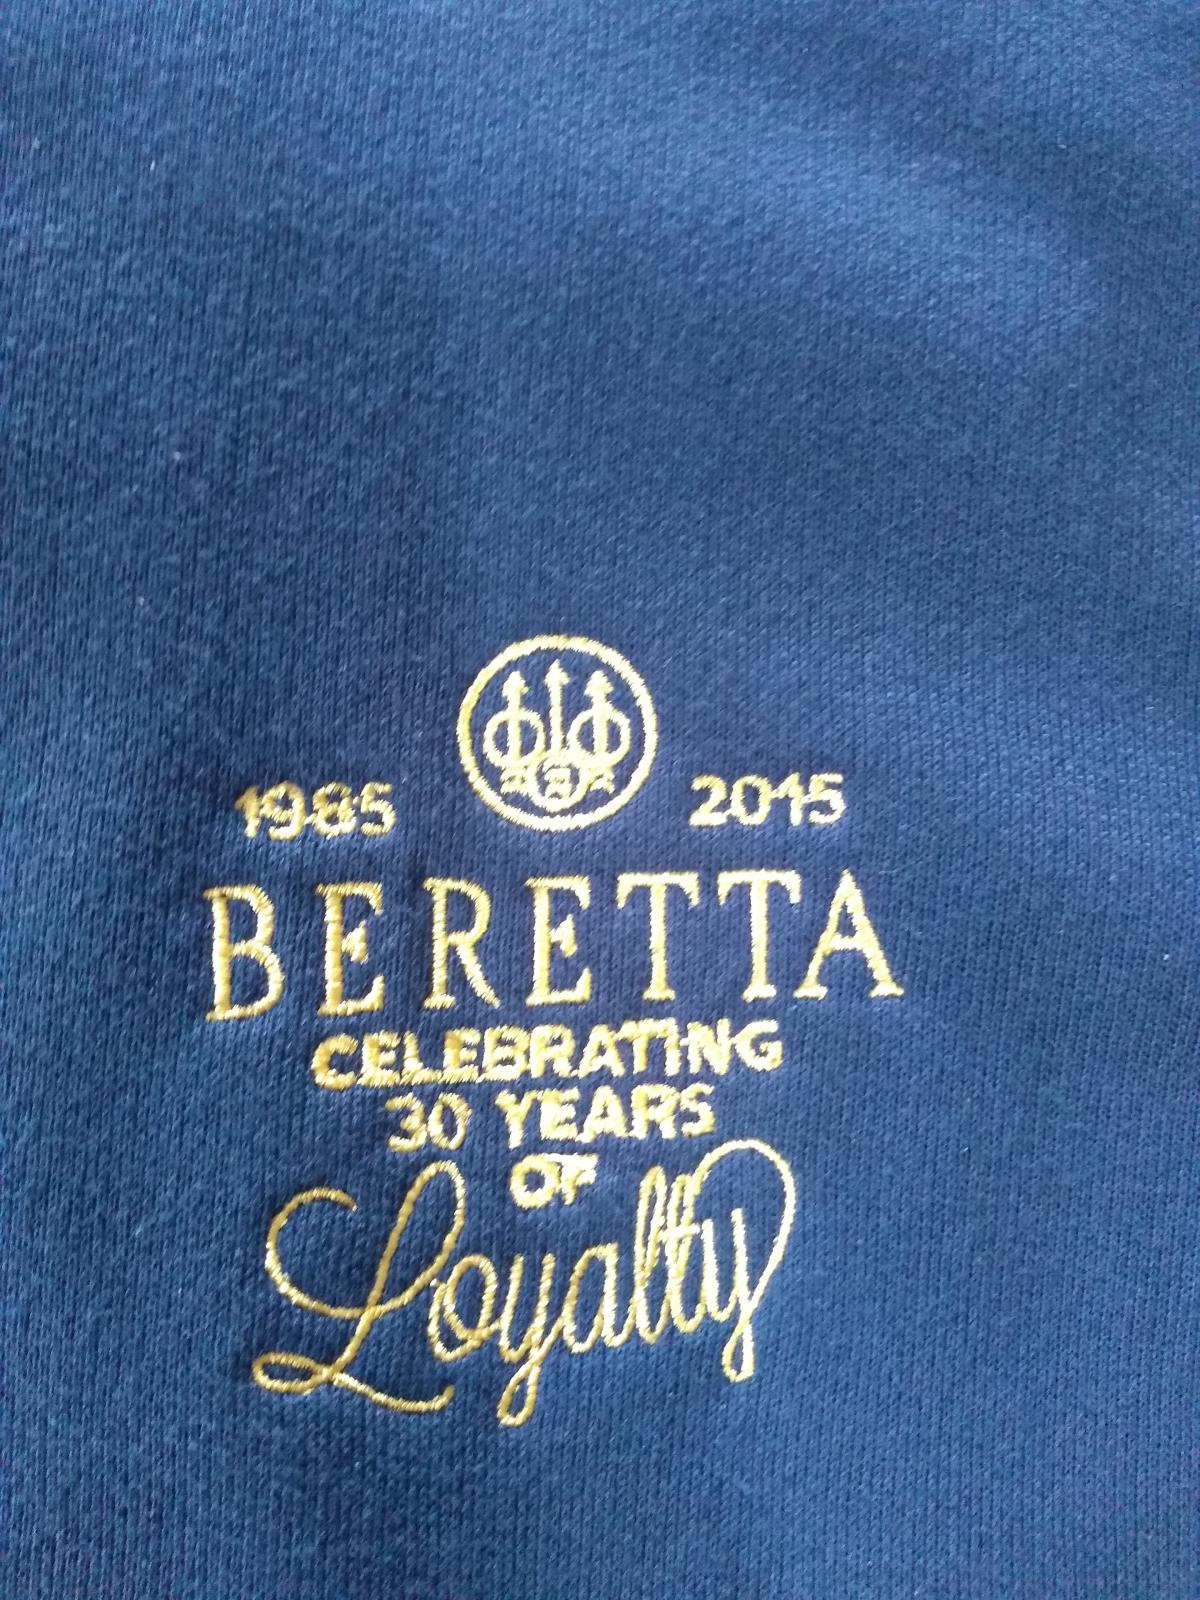 1985 2015
BERETTA
CELEBRATING
30 YEARS
OF
Loyalty